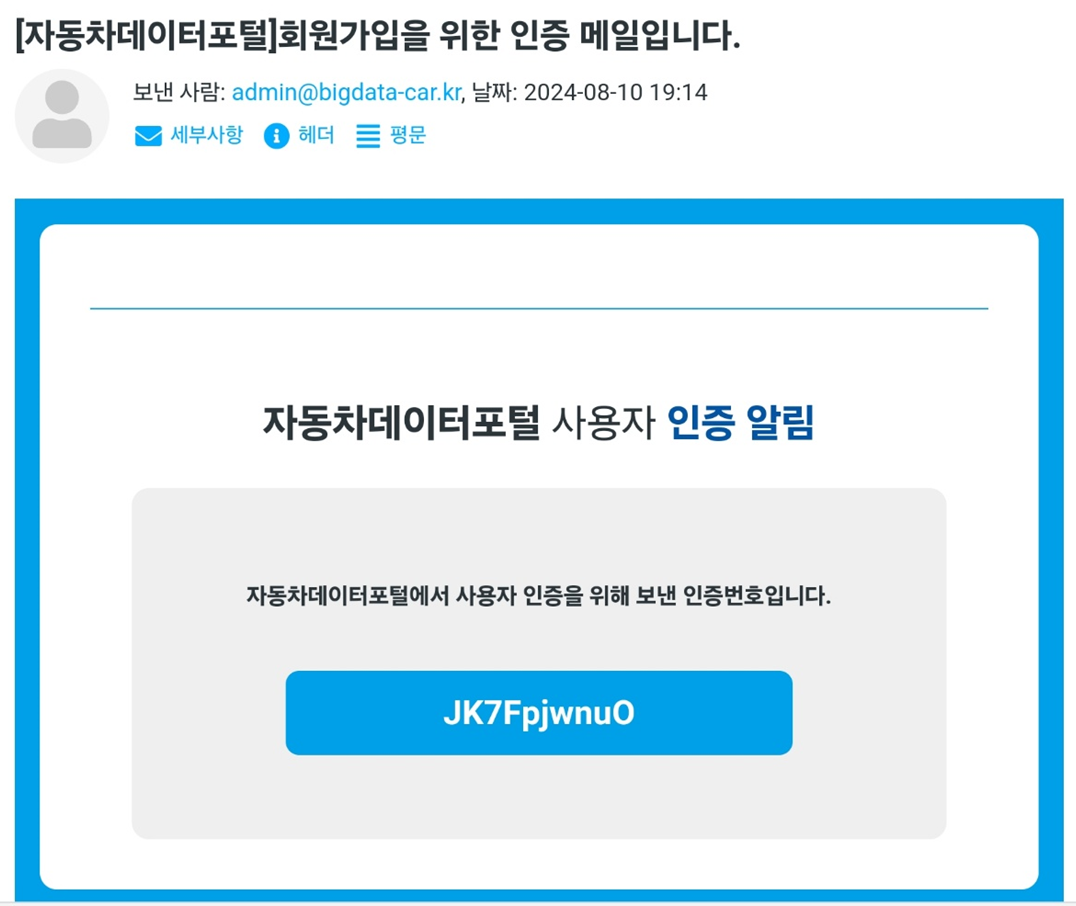 [자동차데이터포털]회원가입을 위한 인증 메일입니다.
보낸 사람: admin@bigdata-car.kr, 날짜: 2024-08-10 19:14
세부사항 헤더 평문
자동차데이터포털 사용자 인증 알림
자동차데이터포털에서 사용자 인증을 위해 보낸 인증번호입니다.
JK7FpjwnuO